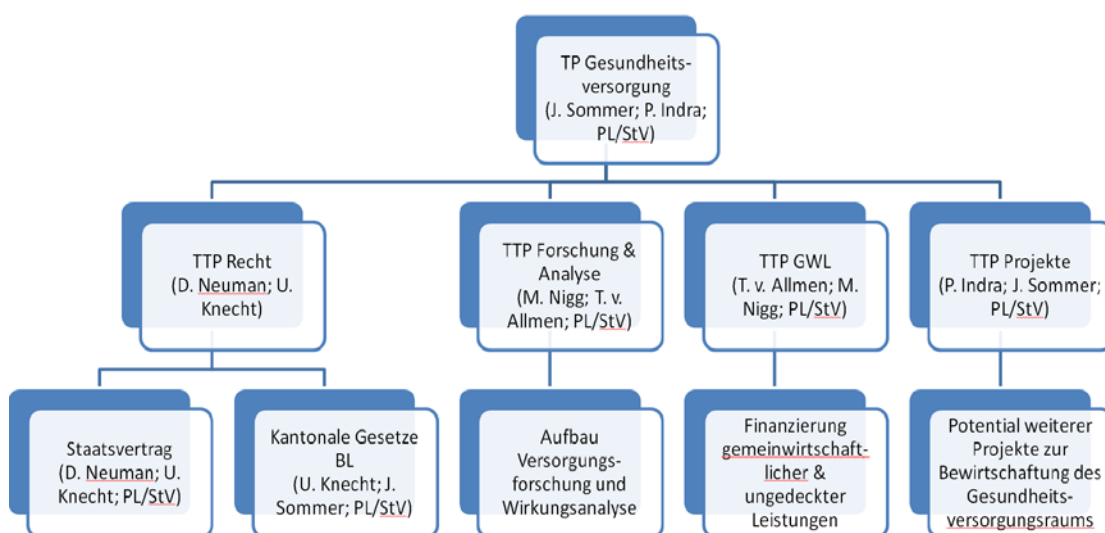 TP Gesundheits-
versorgung
(J. Sommer; P. Indra;
PL/StV)
TTP Recht
(D. Neuman; U.
Knecht)
TTP Forschung &
Analyse
(M. Nigg; T. v.
Allmen; PL/StV)
TTP GWL
(T. v. Allmen; M.
Nigg; PL/StV)
TTP Projekte
(P. Indra; J. Sommer;
PL/StV)
Staatsvertrag
(D. Neuman; U.
Knecht; PL/StV)
Kantonale Gesetze
BL
(U. Knecht; J.
Sommer; PL/StV)
Aufbau
Versorgungs-
forschung und
Wirkungsanalyse
Finanzierung
gemeinwirtschaft-
licher &
ungedeckter
Leistungen
Potential weiterer
Projekte zur
Bewirtschaftung des
Gesundheits-
versorgungsraums